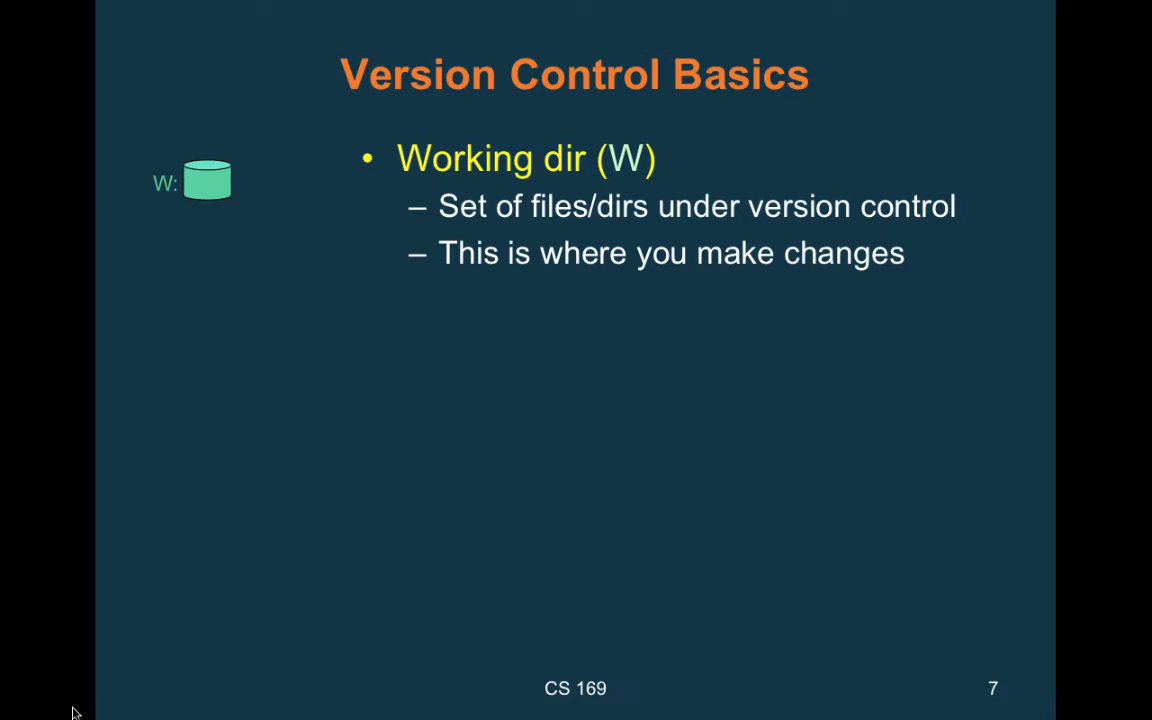 Version Control Basics
W:
• Working dir (W)
– Set of files/dirs under version control
– This is where you make changes
CS 169
7